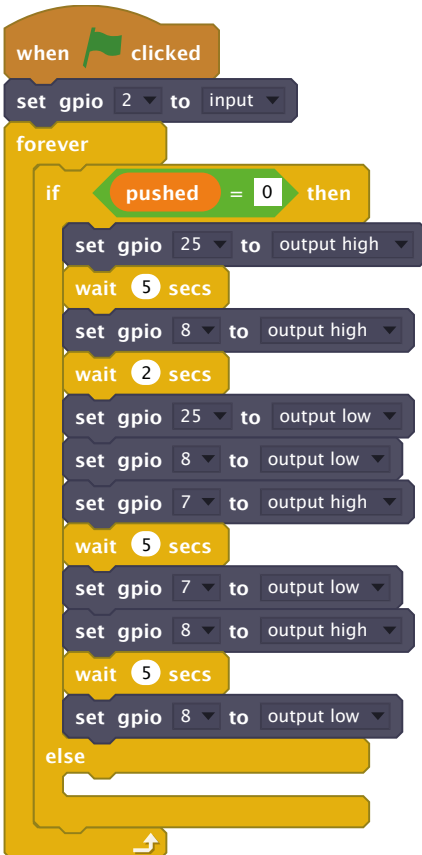 when clicked
set gpio 2 to input
forever
if pushed = 0 then
set gpio 25 to output high
wait 5 secs
set gpio 8 to output high
wait 2 secs
set gpio 25 to output low
set gpio 8 to output low
set gpio 7 to output high
wait 5 secs
set gpio 7 to output low
set gpio 8 to output high
wait 5 secs
set gpio 8 to output low
else